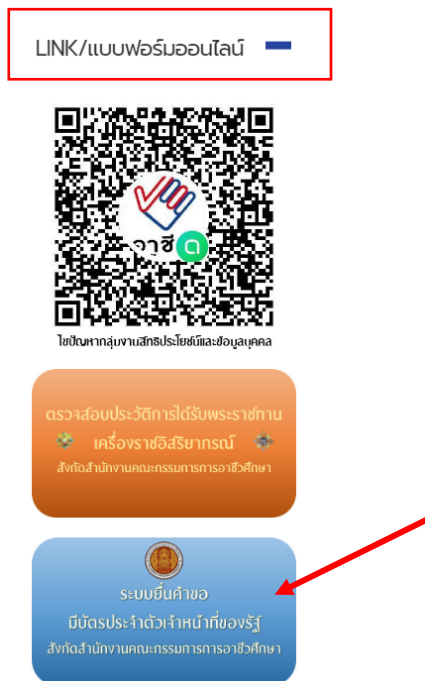 LINK/แบบฟอร์มออนไลน์
อาชีว
ไขปัญหากลุ่มงานสิทธิประโยชน์และข้อมูลบุคคล
ตรวจสอบประวัติการได้รับพระราชทาน
เครื่องราชอิสริยาภรณ์
สังกัดสำนักงานคณะกรรมการการอาชีวศึกษา
ระบบยื่นคำขอ
มีบัตรประจำตัวเจ้าหน้าที่ของรัฐ
สังกัดสำนักงานคณะกรรมการการอาชีวศึกษา